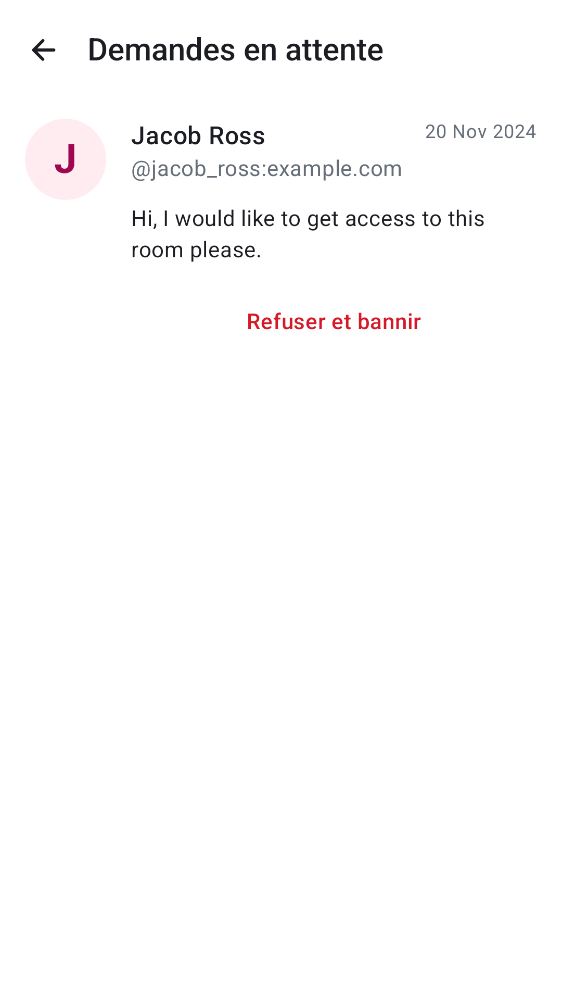 Demandes en attente
J
Jacob Ross
20 Nov 2024
@jacob_ross:example.com
Hi, I would like to get access to this
room please.
Refuser et bannir